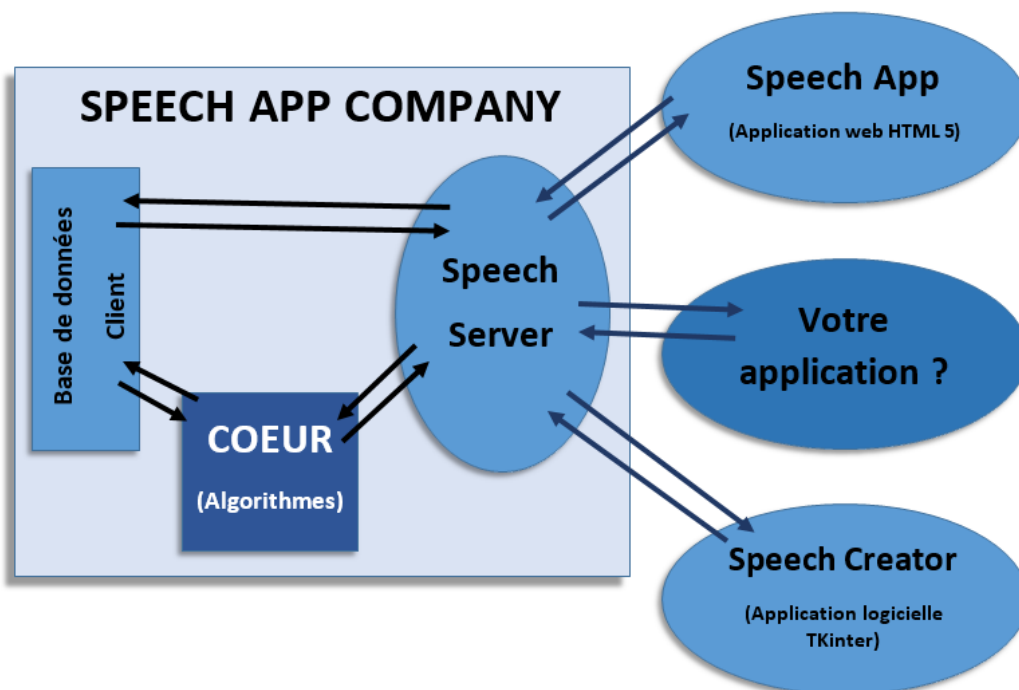 SPEECH APP COMPANY
Base de données
Client
COEUR
(Algorithmes)
Speech
Server
Speech App
(Application web HTML 5)
Votre
application ?
Speech Creator
(Application logicielle
TKinter)